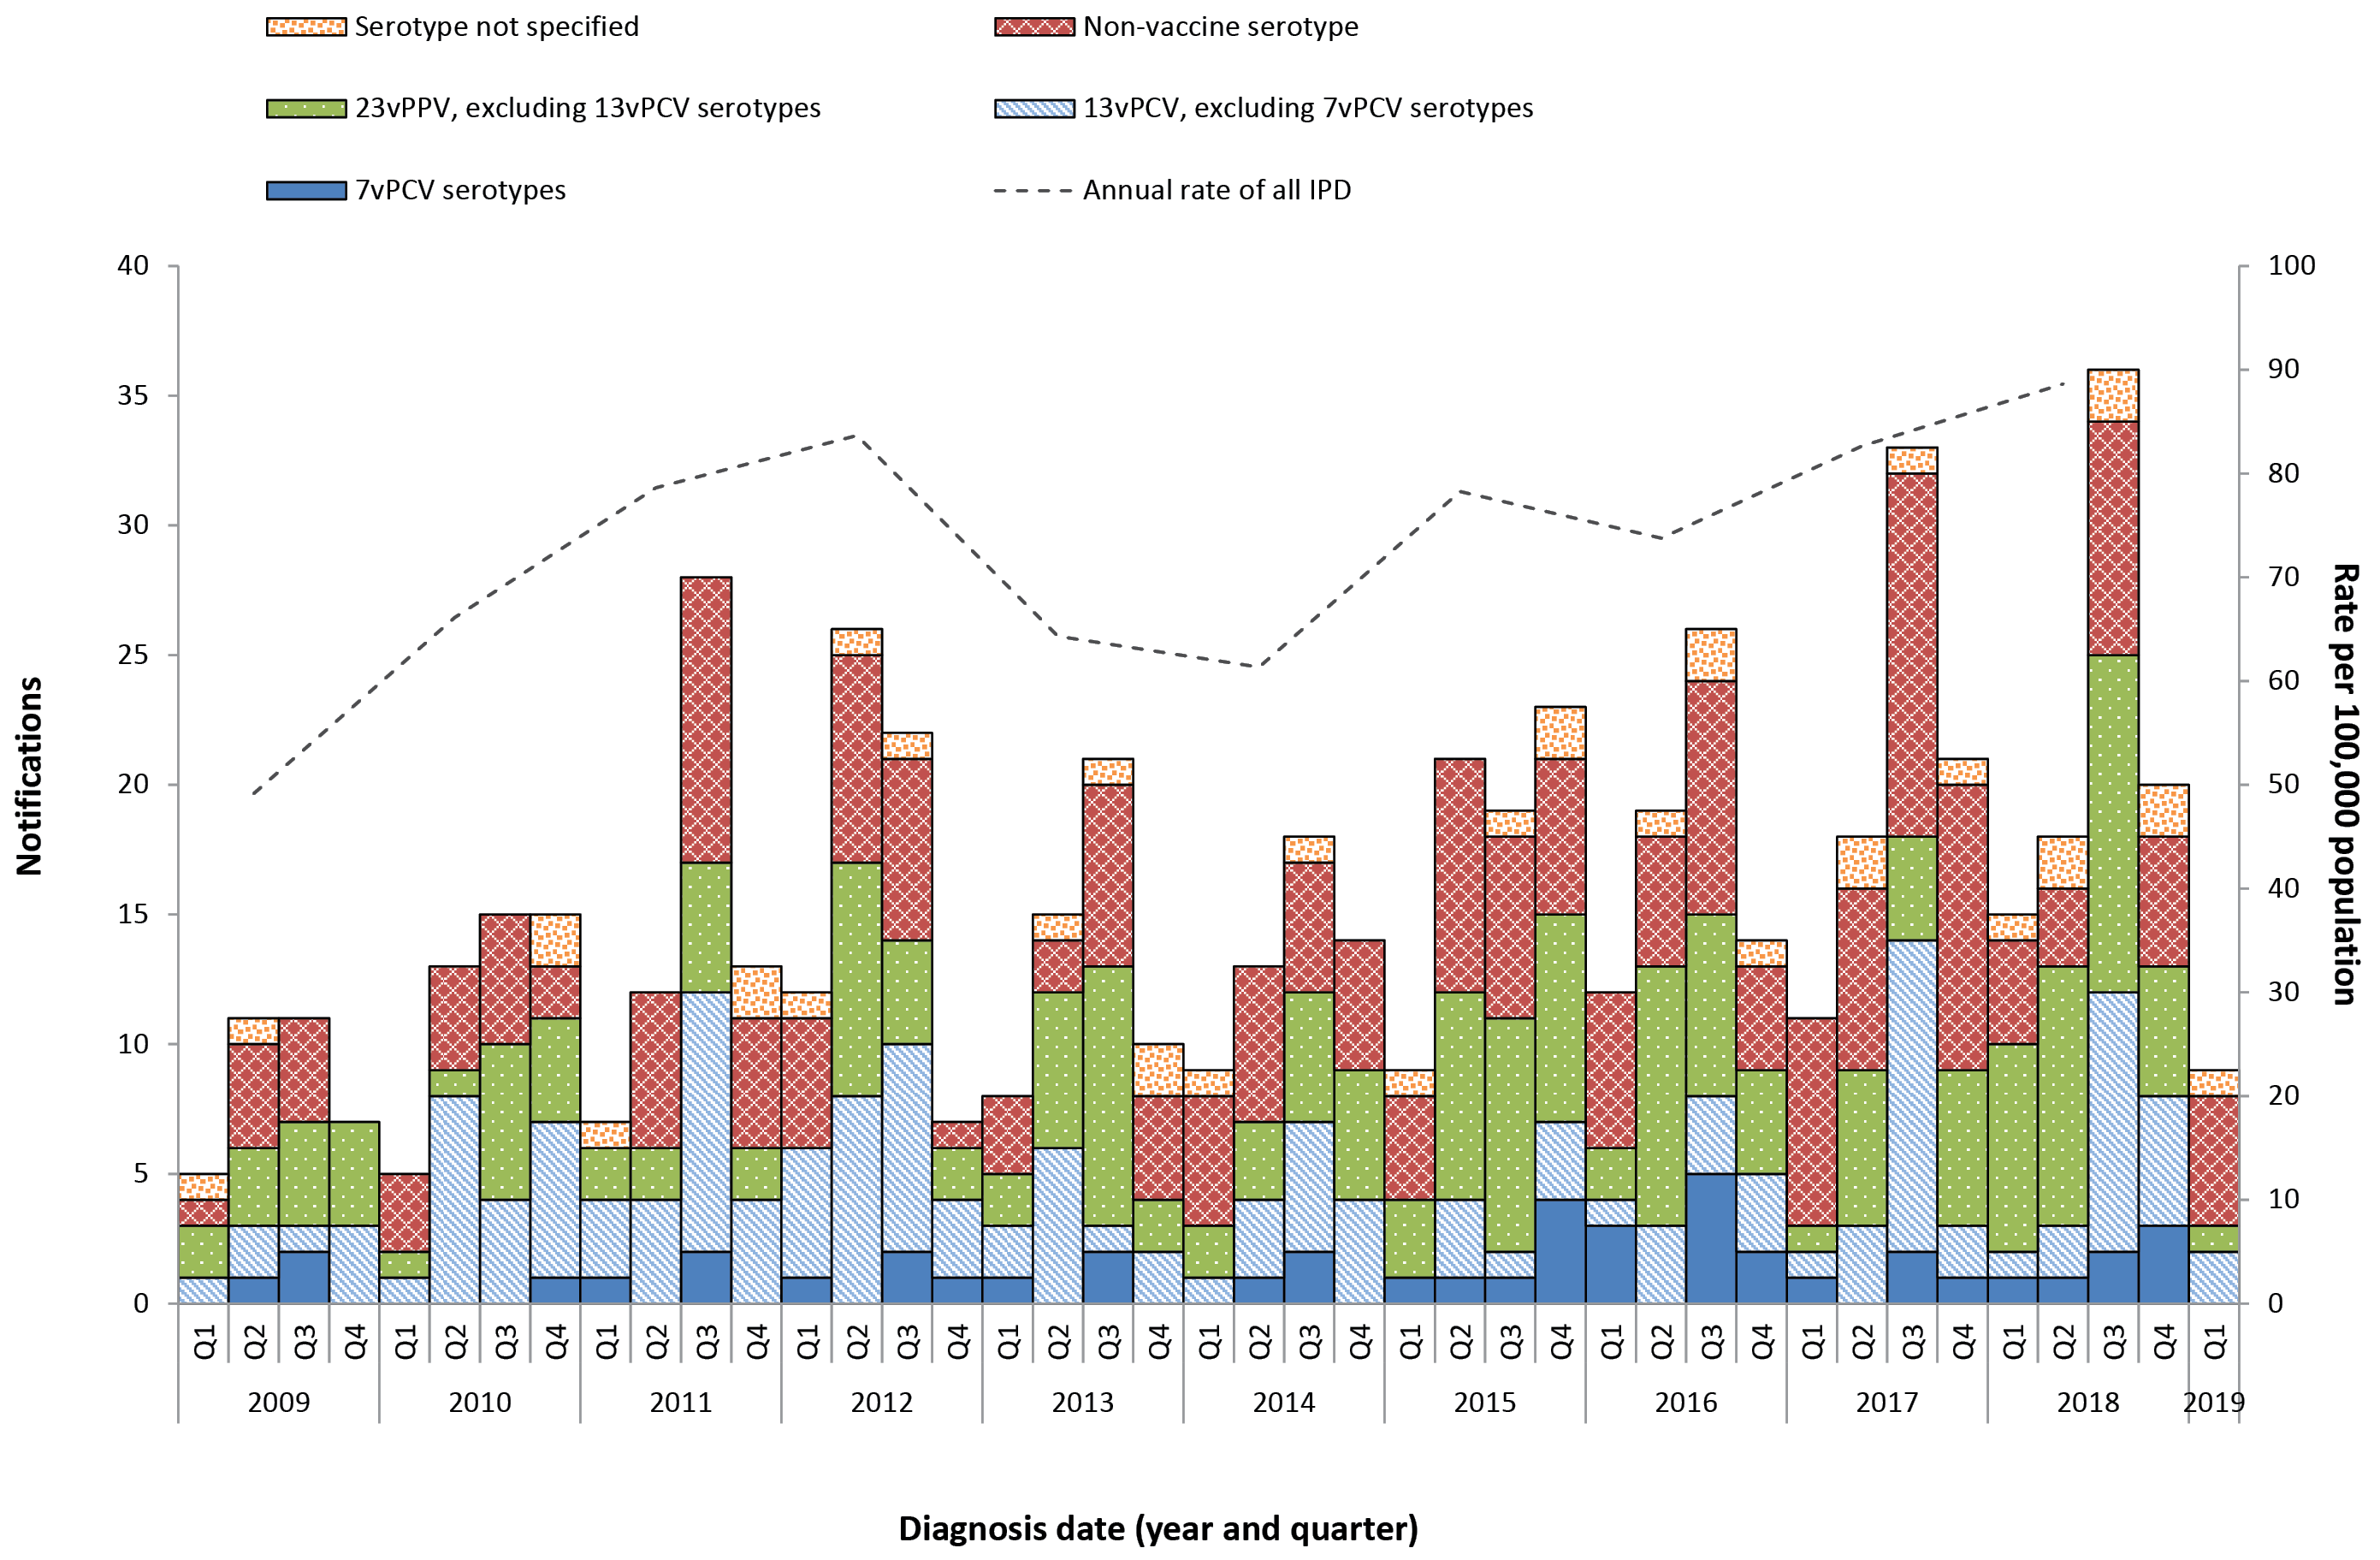 Serotype not specified
Non-vaccine serotype
23vPPV, excluding 13vPCV serotypes
13vPCV, excluding 7vPCV serotypes
7vPCV serotypes
Annual rate of all IPD
40
35
30
25
20
15
10
5
0
Notifications
100
90
80
70
60
50
40
30
20
10
0
Rate per 100,000 population
Q1 Q2 Q3 Q4 Q1 Q2 Q3 Q4 Q1 Q2 Q3 Q4 Q1 Q2 Q3 Q4 Q1 Q2 Q3 Q4 Q1 Q2 Q3 Q4 Q1 Q2 Q3 Q4 Q1 Q2 Q3 Q4 Q1 Q2 Q3 Q4 Q1 Q2 Q3 Q4 Q1
2009 2010 2011 2012 2013 2014 2015 2016 2017 2018 2019
Diagnosis date (year and quarter)